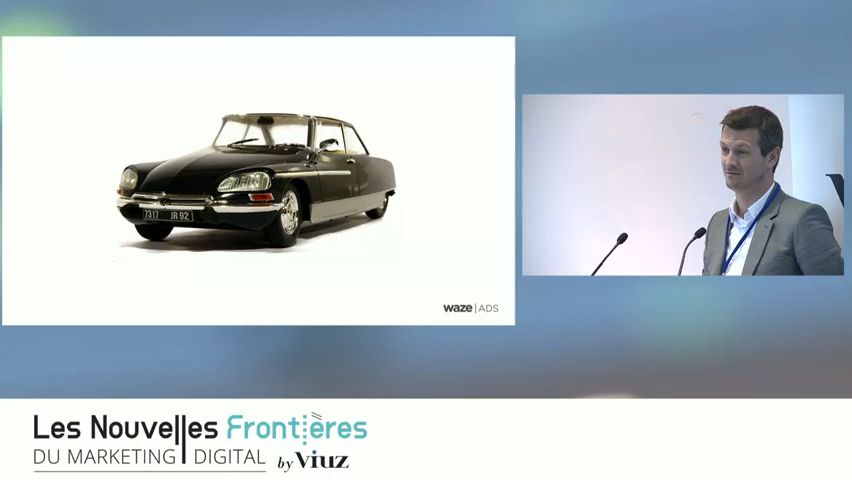 7317 JR 92
waze | ADS
Les Nouvelles Frontières
DU MARKETING DIGITAL by Viuz